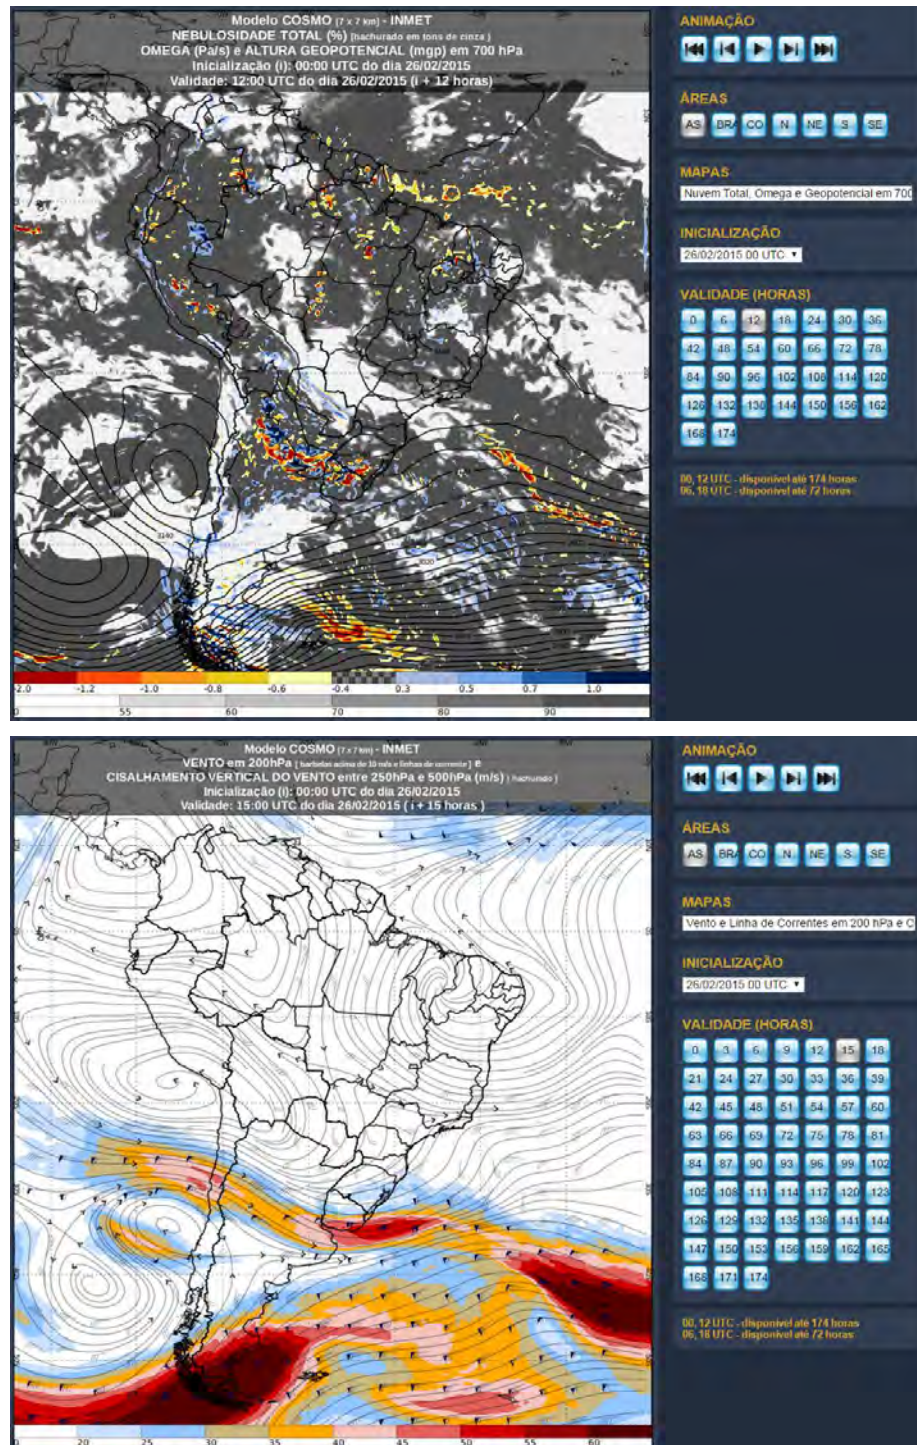 Modelo COSMO (7 x 7 km) - INMET
NEBULOSIDADE TOTAL (%) [hachurado em tons de cinza]
OMEGA (Pa/s) e ALTURA GEOPOTENCIAL (mgp) em 700 hPa
Inicialização (i): 00:00 UTC do dia 26/02/2015
Validade: 12:00 UTC do dia 26/02/2015 (i + 12 horas)
3140
3020
-2.0 -1.2 -1.0 -0.8 -0.6 -0.4 0.3 0.5 0.7 1.0
0 55 60 70 80 90
ANIMAÇÃO
ÁREAS
AS BRA CO N NE S SE
MAPAS
Nuvem Total, Omega e Geopotencial em 700
INICIALIZAÇÃO
26/02/2015 00 UTC
VALIDADE (HORAS)
0 6 12 18 24 30 36
42 48 54 60 66 72 78
84 90 96 102 108 114 120
126 132 138 144 150 156 162
168 174
00, 12 UTC - disponível até 174 horas
06, 18 UTC - disponível até 72 horas
Modelo COSMO (7 x 7 km) - INMET
VENTO em 200hPa [ barbelas acima de 10 m/s e linhas de corrente ] e
CISALHAMENTO VERTICAL DO VENTO entre 250hPa e 500hPa (m/s) [ hachurado ]
Inicialização (i): 00:00 UTC do dia 26/02/2015
Validade: 15:00 UTC do dia 26/02/2015 ( i + 15 horas )
20 25 30 35 40 45 50 55 60
ANIMAÇÃO
ÁREAS
AS BRA CO N NE S SE
MAPAS
Vento e Linha de Correntes em 200 hPa e C
INICIALIZAÇÃO
26/02/2015 00 UTC
VALIDADE (HORAS)
0 3 6 9 12 15 18
21 24 27 30 33 36 39
42 45 48 51 54 57 60
63 66 69 72 75 78 81
84 87 90 93 96 99 102
105 108 111 114 117 120 123
126 129 132 135 138 141 144
147 150 153 156 159 162 165
168 171 174
00, 12 UTC - disponível até 174 horas
06, 18 UTC - disponível até 72 horas